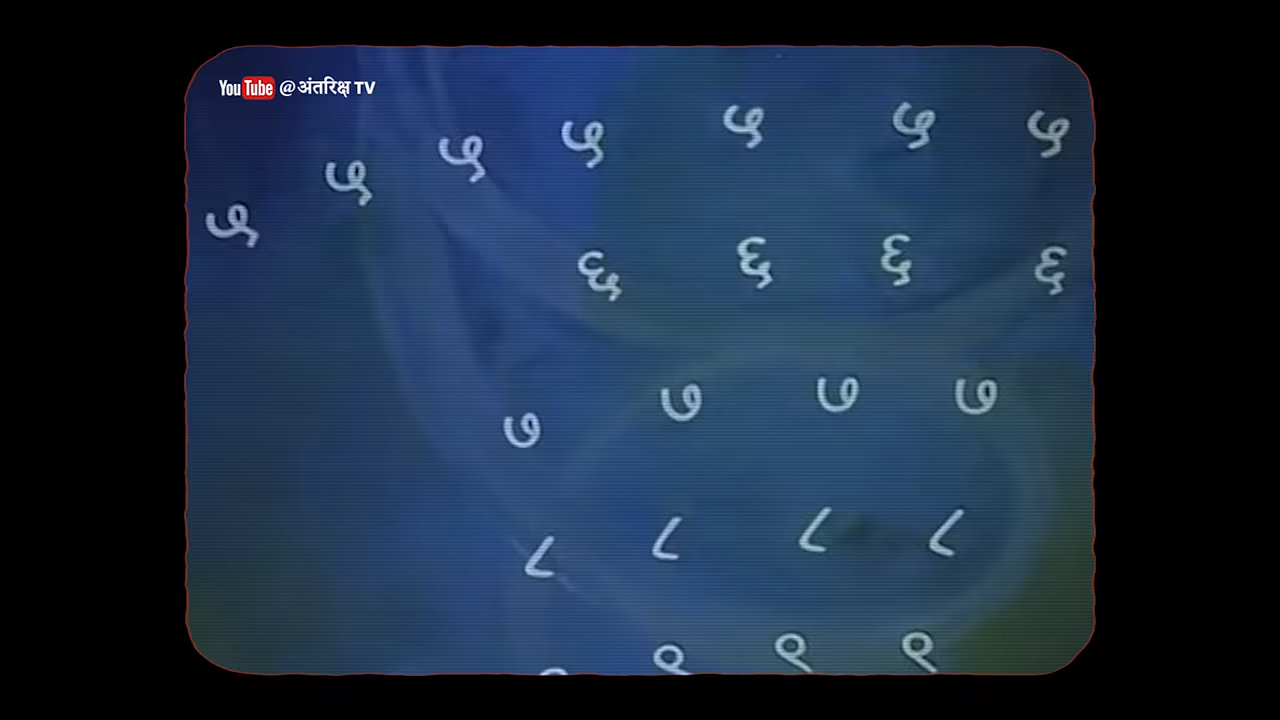 YouTube @अंतरिक्ष TV
५ ५ ५ ५ ५ ५ ५
६ ६ ६ ६
७ ७ ७ ७
८ ८ ८ ८
९ ९ ९